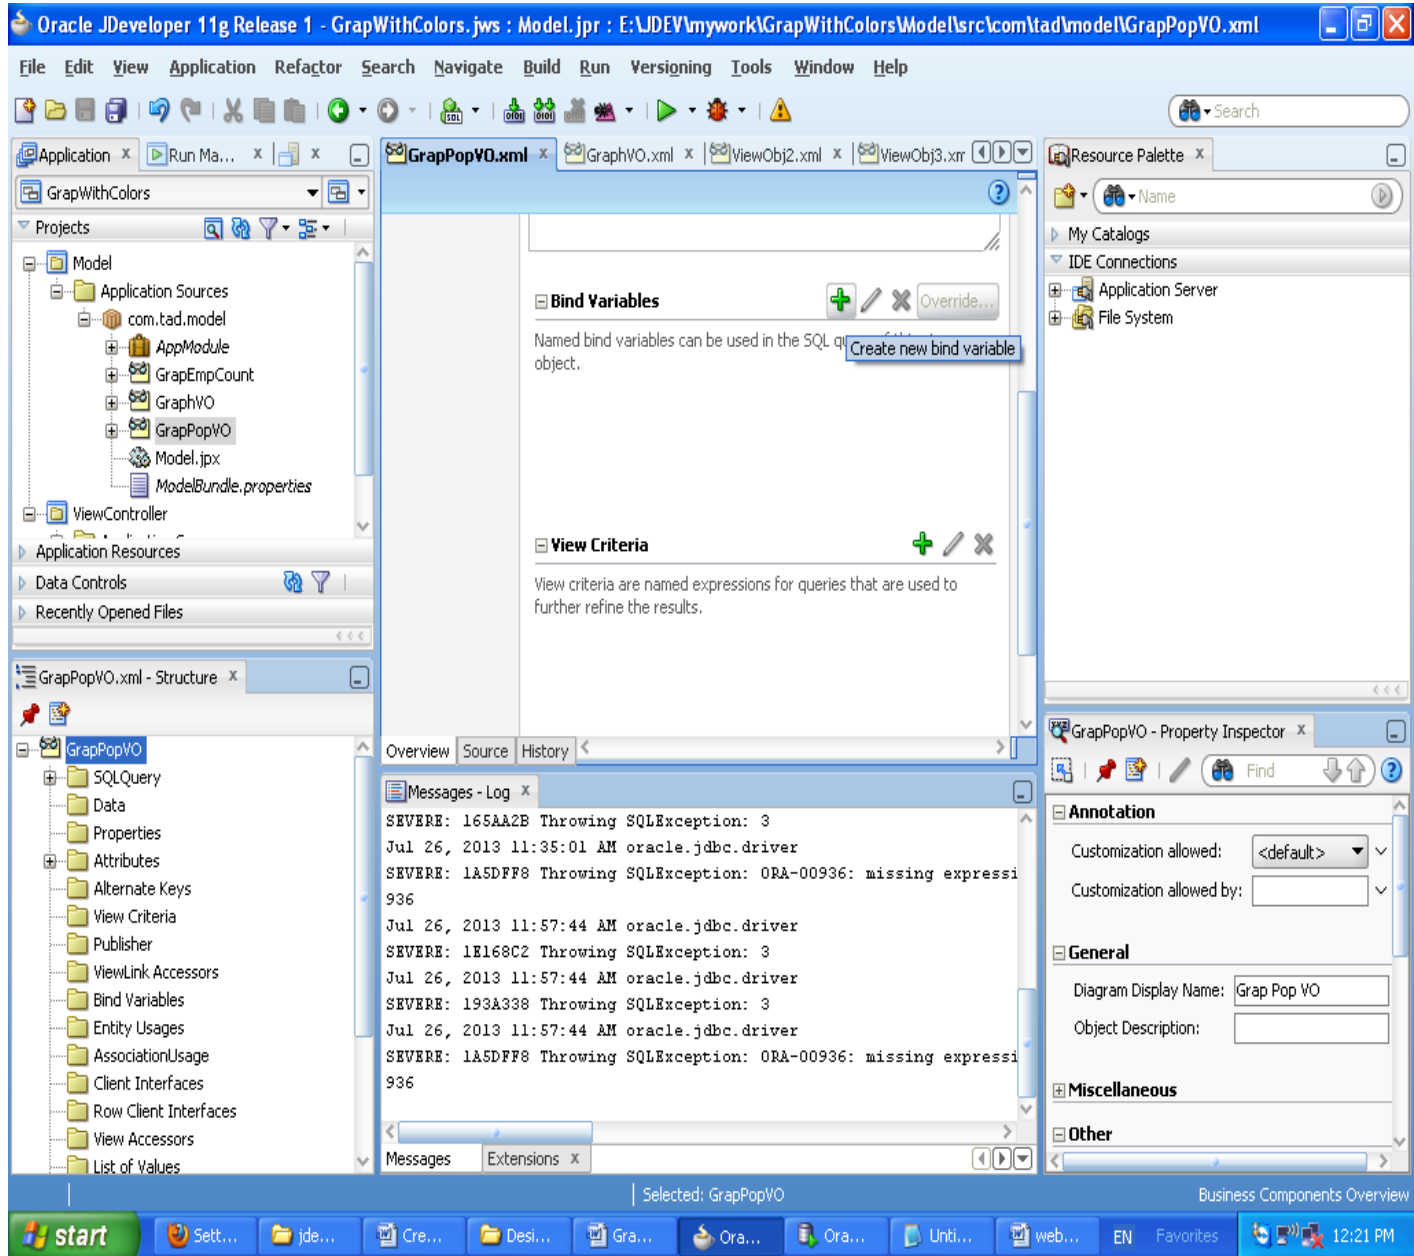 Oracle JDeveloper 11g Release 1 - GrapWithColors.jws : Model.jpr : E:\JDEV\mywork\GrapWithColors\Model\src\com\tad\model\GrapPopVO.xml
File Edit View Application Refactor Search Navigate Build Run Versioning Tools Window Help
Search
Application x Run Ma... x x
GrapWithColors
Projects
Model
Application Sources
com.tad.model
AppModule
GrapEmpCount
GraphVO
GrapPopVO
Model.jpx
ModelBundle.properties
ViewController
Application Resources
Data Controls
Recently Opened Files
GrapPopVO.xml - Structure x
GrapPopVO
SQLQuery
Data
Properties
Attributes
Alternate Keys
View Criteria
Publisher
ViewLink Accessors
Bind Variables
Entity Usages
AssociationUsage
Client Interfaces
Row Client Interfaces
View Accessors
List of Values
GrapPopVO.xml x GraphVO.xml x ViewObj2.xml x ViewObj3.xm
Bind Variables Override...
Named bind variables can be used in the SQL
object.
Create new bind variable
View Criteria
View criteria are named expressions for queries that are used to
further refine the results.
Overview Source History
Messages - Log x
SEVERE: 165AA2B Throwing SQLException: 3
Jul 26, 2013 11:35:01 AM oracle.jdbc.driver
SEVERE: 1A5DFF8 Throwing SQLException: ORA-00936: missing expressi
936
Jul 26, 2013 11:57:44 AM oracle.jdbc.driver
SEVERE: 1E168C2 Throwing SQLException: 3
Jul 26, 2013 11:57:44 AM oracle.jdbc.driver
SEVERE: 193A338 Throwing SQLException: 3
Jul 26, 2013 11:57:44 AM oracle.jdbc.driver
SEVERE: 1A5DFF8 Throwing SQLException: ORA-00936: missing expressi
936
Messages Extensions x
Resource Palette x
Name
My Catalogs
IDE Connections
Application Server
File System
GrapPopVO - Property Inspector x
Find
Annotation
Customization allowed: <default>
Customization allowed by:
General
Diagram Display Name: Grap Pop VO
Object Description:
Miscellaneous
Other
Selected: GrapPopVO
Business Components Overview
start Sett... jde... Cre... Desi... Gra... Ora... Ora... Unti... web... EN Favorites 12:21 PM